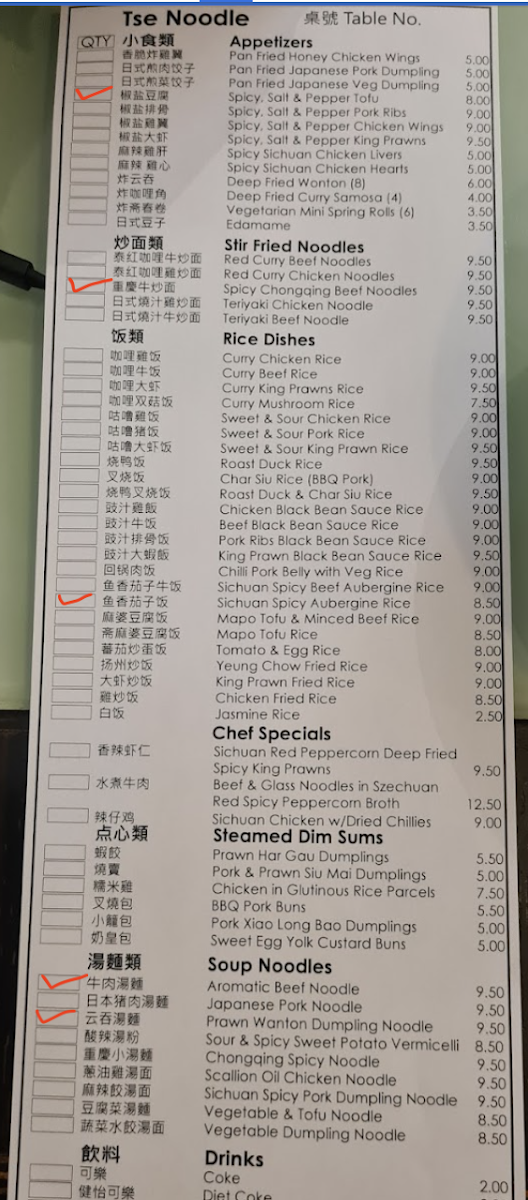 Tse Noodle 桌號 Table No.
QTY 小食類 Appetizers
香脆炸雞翼 Pan Fried Honey Chicken Wings 5.00
日式煎肉饺子 Pan Fried Japanese Pork Dumpling 5.00
日式煎菜饺子 Pan Fried Japanese Veg Dumpling 5.00
椒盐豆腐 Spicy, Salt & Pepper Tofu 8.00
椒盐排骨 Spicy, Salt & Pepper Pork Ribs 9.00
椒盐雞翼 Spicy, Salt & Pepper Chicken Wings 9.00
椒盐大虾 Spicy, Salt & Pepper King Prawns 9.50
麻辣雞肝 Spicy Sichuan Chicken Livers 5.00
麻辣雞心 Spicy Sichuan Chicken Hearts 5.00
炸云吞 Deep Fried Wonton (8) 6.00
炸咖哩角 Deep Fried Curry Samosa (4) 4.00
炸斋春卷 Vegetarian Mini Spring Rolls (6) 3.50
日式豆子 Edamame 3.50
炒面類 Stir Fried Noodles
泰紅咖哩牛炒面 Red Curry Beef Noodles 9.50
泰紅咖哩雞炒面 Red Curry Chicken Noodles 9.50
重慶牛炒面 Spicy Chongqing Beef Noodles 9.50
日式燒汁雞炒面 Teriyaki Chicken Noodle 9.50
日式燒汁牛炒面 Teriyaki Beef Noodle 9.50
饭類 Rice Dishes
咖哩雞饭 Curry Chicken Rice 9.00
咖哩牛饭 Curry Beef Rice 9.00
咖哩大虾 Curry King Prawns Rice 9.50
咖哩双菇饭 Curry Mushroom Rice 7.50
咕嚕雞饭 Sweet & Sour Chicken Rice 9.00
咕嚕猪饭 Sweet & Sour Pork Rice 9.00
咕嚕大虾饭 Sweet & Sour King Prawn Rice 9.50
烧鸭饭 Roast Duck Rice 9.50
叉烧饭 Char Siu Rice (BBQ Pork) 9.00
烧鸭叉烧饭 Roast Duck & Char Siu Rice 9.50
豉汁雞飯 Chicken Black Bean Sauce Rice 9.00
豉汁牛饭 Beef Black Bean Sauce Rice 9.00
豉汁排骨饭 Pork Ribs Black Bean Sauce Rice 9.00
豉汁大蝦飯 King Prawn Black Bean Sauce Rice 9.50
回锅肉饭 Chilli Pork Belly with Veg Rice 9.00
鱼香茄子牛饭 Sichuan Spicy Beef Aubergine Rice 9.00
鱼香茄子饭 Sichuan Spicy Aubergine Rice 8.50
麻婆豆腐饭 Mapo Tofu & Minced Beef Rice 9.00
斋麻婆豆腐饭 Mapo Tofu Rice 8.50
蕃茄炒蛋饭 Tomato & Egg Rice 8.00
扬州炒饭 Yeung Chow Fried Rice 9.00
大虾炒饭 King Prawn Fried Rice 9.00
雞炒饭 Chicken Fried Rice 8.50
白饭 Jasmine Rice 2.50
Chef Specials
香辣虾仁 Sichuan Red Peppercorn Deep Fried
Spicy King Prawns 9.50
水煮牛肉 Beef & Glass Noodles in Szechuan
Red Spicy Peppercorn Broth 12.50
辣仔鸡 Sichuan Chicken w/Dried Chillies 9.00
点心類 Steamed Dim Sums
蝦餃 Prawn Har Gau Dumplings 5.50
燒賣 Pork & Prawn Siu Mai Dumplings 5.00
糯米雞 Chicken in Glutinous Rice Parcels 7.50
叉燒包 BBQ Pork Buns 5.50
小籠包 Pork Xiao Long Bao Dumplings 5.00
奶皇包 Sweet Egg Yolk Custard Buns 5.00
湯麵類 Soup Noodles
牛肉湯麵 Aromatic Beef Noodle 9.50
日本猪肉湯麵 Japanese Pork Noodle 9.50
云吞湯麵 Prawn Wanton Dumpling Noodle 9.50
酸辣湯粉 Sour & Spicy Sweet Potato Vermicelli 8.50
重慶小湯麵 Chongqing Spicy Noodle 9.50
蔥油雞湯面 Scallion Oil Chicken Noodle 9.50
麻辣餃湯面 Sichuan Spicy Pork Dumpling Noodle 9.50
豆腐菜湯麵 Vegetable & Tofu Noodle 8.50
蔬菜水餃湯面 Vegetable Dumpling Noodle 8.50
飲料 Drinks
可樂 Coke 2.00
健怡可樂 Diet Coke